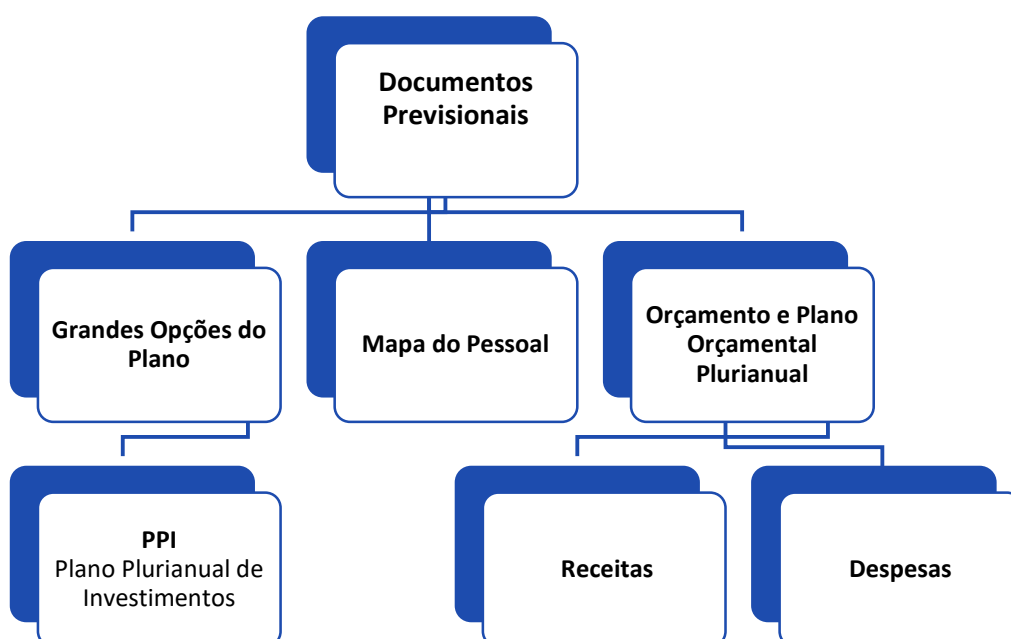 Documentos
Previsionais
Grandes Opções do
Plano
Mapa do Pessoal
Orçamento e Plano
Orçamental
Plurianual
PPI
Plano Plurianual de
Investimentos
Receitas
Despesas